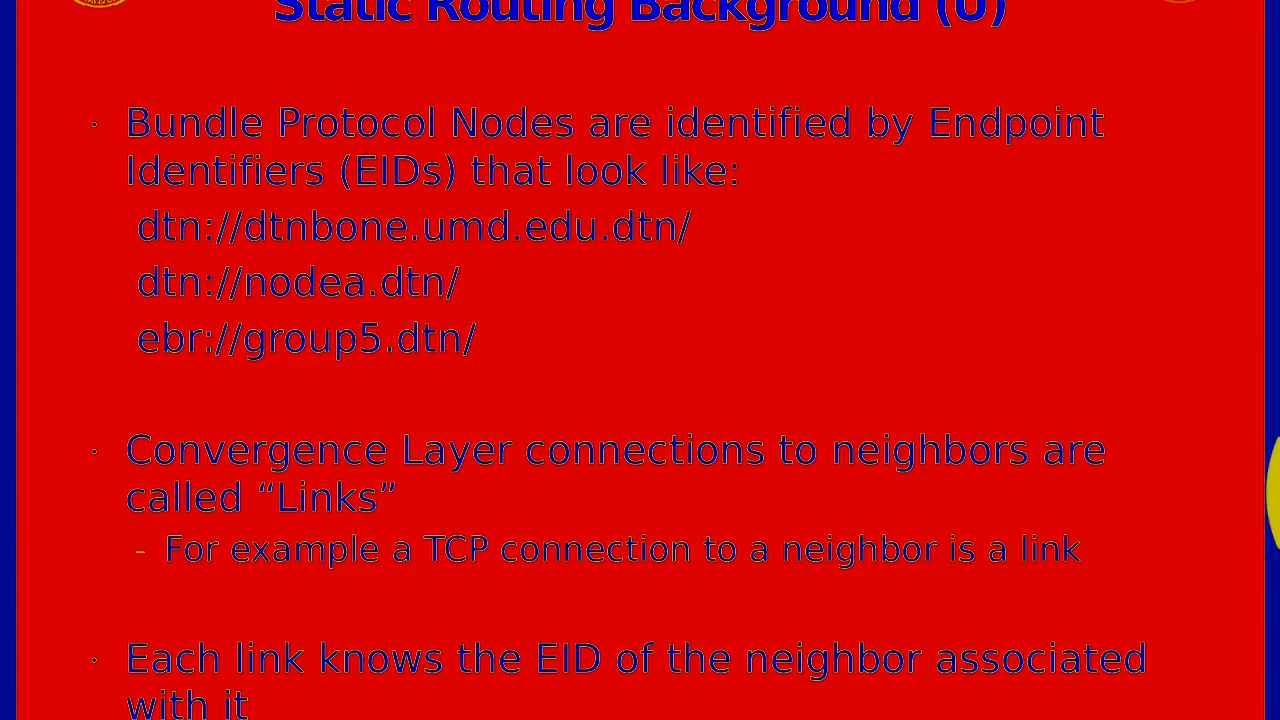 Static Routing Background (U)
· Bundle Protocol Nodes are identified by Endpoint
Identifiers (EIDs) that look like:
dtn://dtnbone.umd.edu.dtn/
dtn://nodea.dtn/
ebr://group5.dtn/
· Convergence Layer connections to neighbors are
called “Links”
- For example a TCP connection to a neighbor is a link
· Each link knows the EID of the neighbor associated
with it